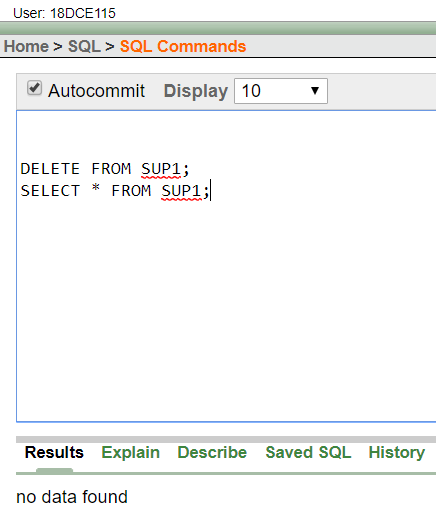 User: 18DCE115
Home > SQL > SQL Commands
Autocommit Display 10
DELETE FROM SUP1;
SELECT * FROM SUP1;
Results Explain Describe Saved SQL History
no data found